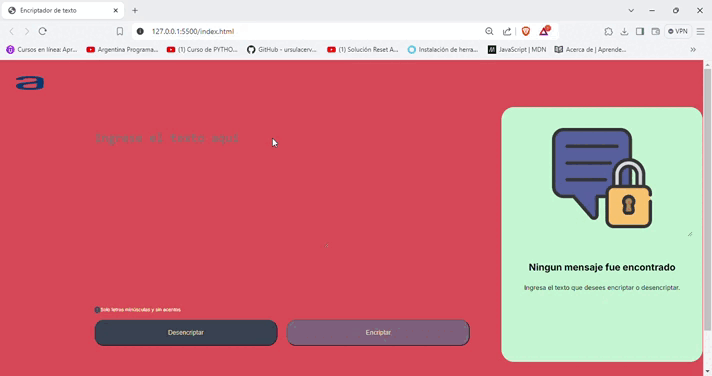 Encriptador de texto
127.0.0.1:5500/index.html
VPN
Cursos en línea: Apr...
Argentina Programa...
(1) Curso de PYTHO...
GitHub - ursulacerv...
(1) Solución Reset A...
Instalación de herra...
JavaScript | MDN
Acerca de | Aprende...
a
Ingrese el texto aquí
Solo letras minúsculas y sin acentos
Desencriptar
Encriptar
Ningun mensaje fue encontrado
Ingresa el texto que desees encriptar o desencriptar.